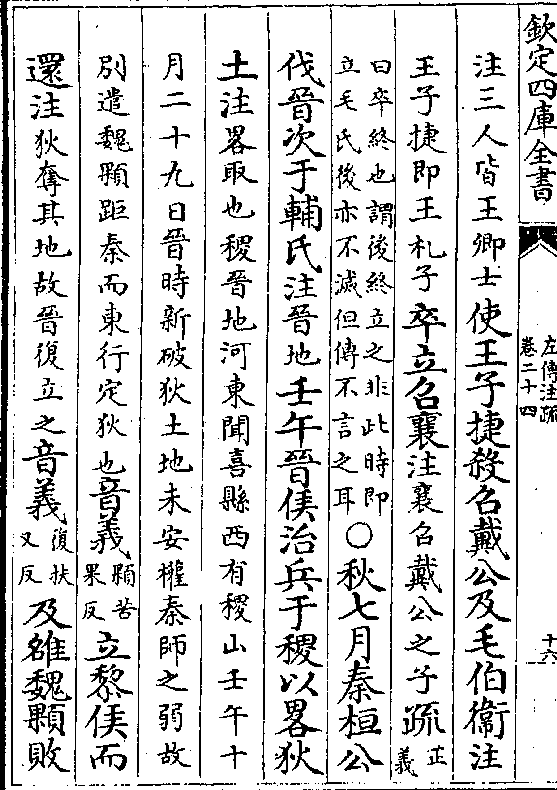 欽定四庫全書
左傳注疏
卷二十四
十六
注三人皆王卿士使王子捷殺召戴公及毛伯衞注
王子捷即王札子卒立召襄注襄召戴公之子疏正義
曰卒終也謂後終立之非此時即
立毛氏後亦不滅但傳不言之耳○秋七月秦桓公
伐晉次于輔氏注晉地壬午晉侯治兵于稷以畧狄
土注畧取也稷晉地河東聞喜縣西有稷山壬午十
月二十九日晉時新破狄土地未安權秦師之弱故
別遣魏顆距秦而東行定狄也音義顆苦果反立黎侯而
還注狄奪其地故晉復立之音義復扶又反及雒魏顆敗